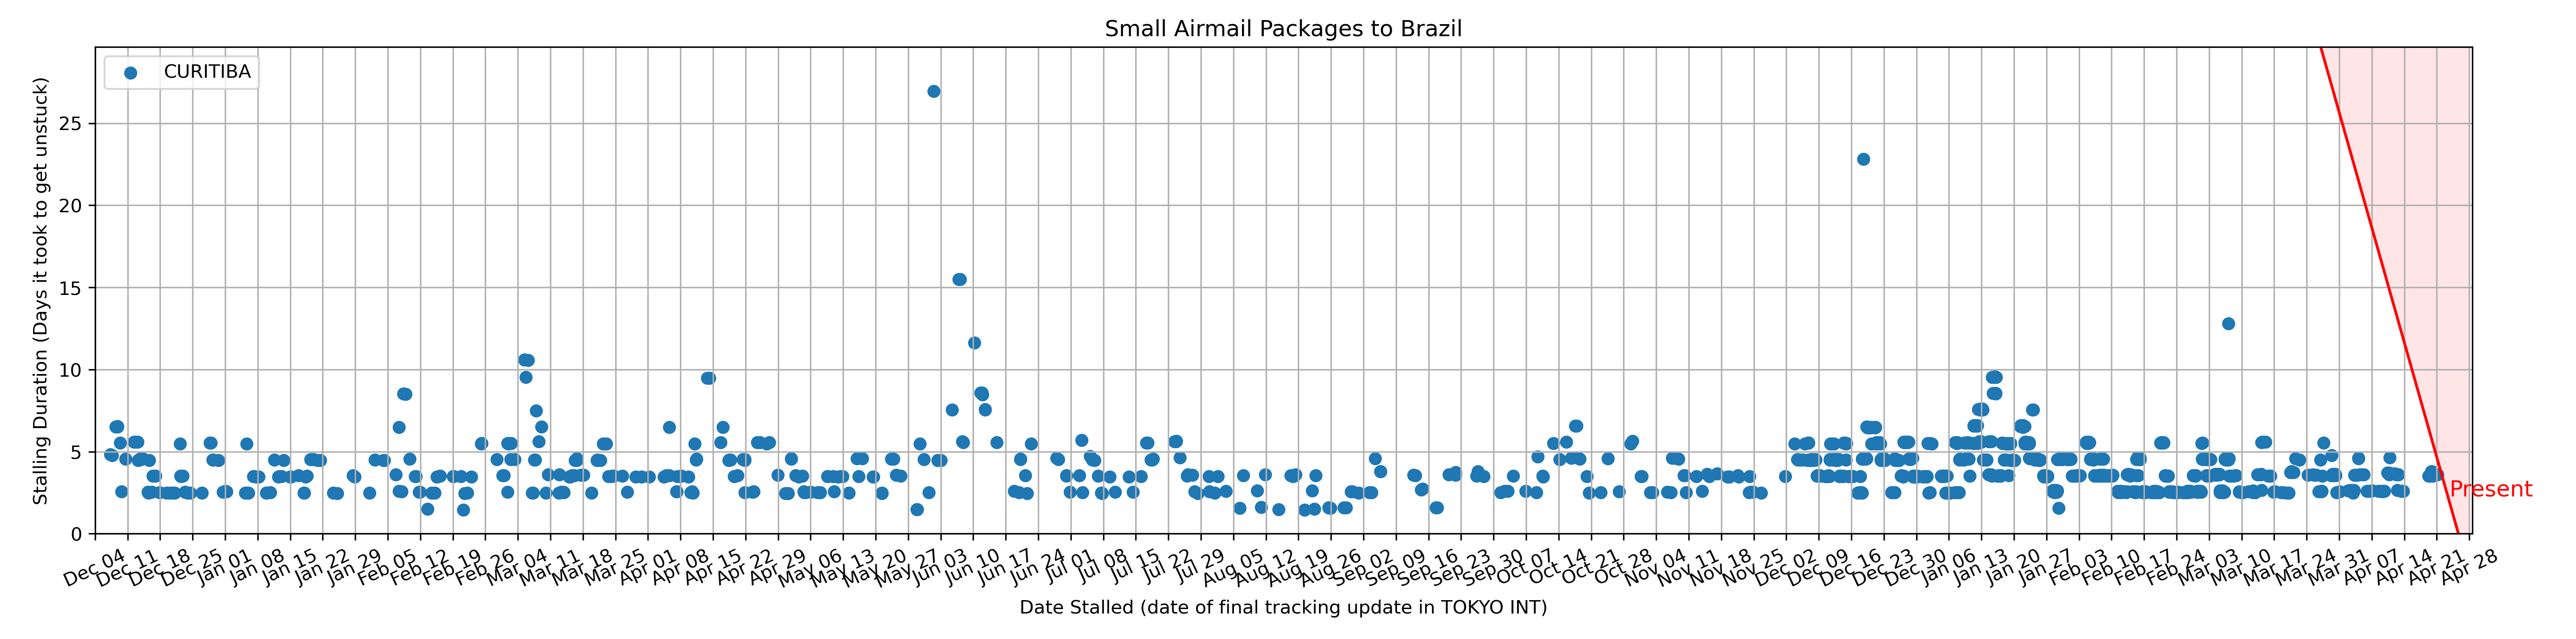 Small Airmail Packages to Brazil
CURITIBA
Stalling Duration (Days it took to get unstuck)
25
20
15
10
5
0
Present
Dec 04
Dec 11
Dec 18
Dec 25
Jan 01
Jan 08
Jan 15
Jan 22
Jan 29
Feb 05
Feb 12
Feb 19
Feb 26
Mar 04
Mar 11
Mar 18
Mar 25
Apr 01
Apr 08
Apr 15
Apr 22
Apr 29
May 06
May 13
May 20
May 27
Jun 03
Jun 10
Jun 17
Jun 24
Jul 01
Jul 08
Jul 15
Jul 22
Jul 29
Aug 05
Aug 12
Aug 19
Aug 26
Sep 02
Sep 09
Sep 16
Sep 23
Sep 30
Oct 07
Oct 14
Oct 21
Oct 28
Nov 04
Nov 11
Nov 18
Nov 25
Dec 02
Dec 09
Dec 16
Dec 23
Dec 30
Jan 06
Jan 13
Jan 20
Jan 27
Feb 03
Feb 10
Feb 17
Feb 24
Mar 03
Mar 10
Mar 17
Mar 24
Mar 31
Apr 07
Apr 14
Apr 21
Apr 28
Date Stalled (date of final tracking update in TOKYO INT)